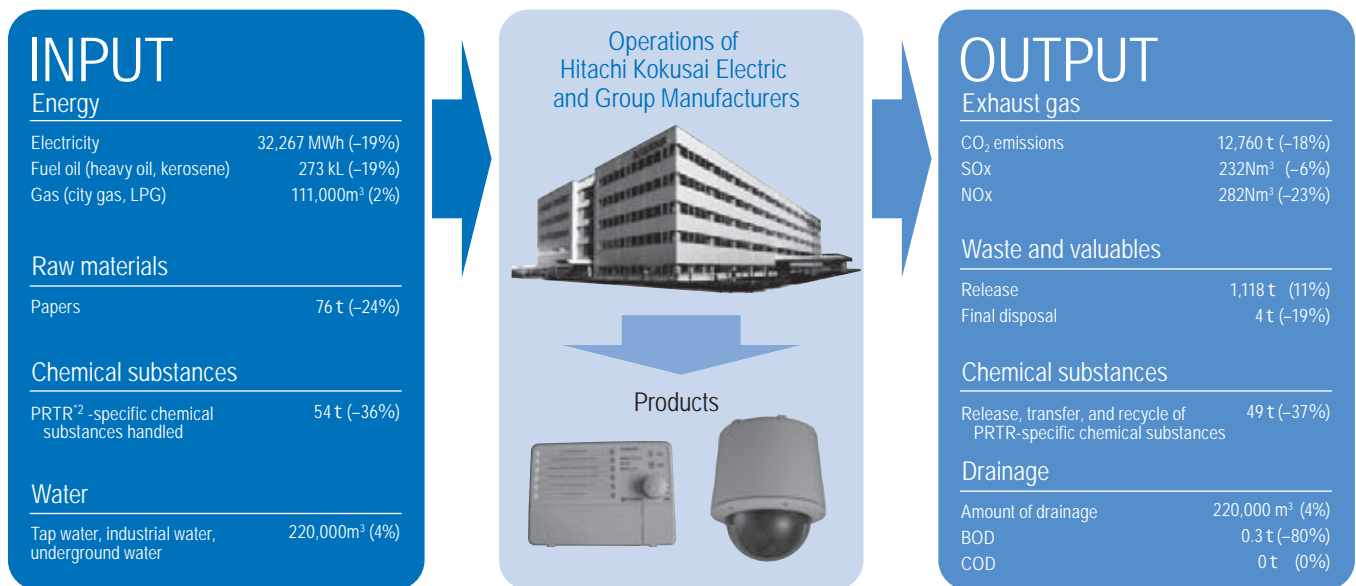 INPUT
Energy
Electricity 32,267 MWh (–19%)
Fuel oil (heavy oil, kerosene) 273 kL (–19%)
Gas (city gas, LPG) 111,000m³ (2%)
Raw materials
Papers 76 t (–24%)
Chemical substances
PRTR*² -specific chemical 54 t (–36%)
substances handled
Water
Tap water, industrial water, 220,000m³ (4%)
underground water
Operations of
Hitachi Kokusai Electric
and Group Manufacturers
Products
OUTPUT
Exhaust gas
CO₂ emissions 12,760 t (–18%)
SOx 232Nm³ (–6%)
NOx 282Nm³ (–23%)
Waste and valuables
Release 1,118 t (11%)
Final disposal 4 t (–19%)
Chemical substances
Release, transfer, and recycle of 49 t (–37%)
PRTR-specific chemical substances
Drainage
Amount of drainage 220,000 m³ (4%)
BOD 0.3 t (–80%)
COD 0 t (0%)